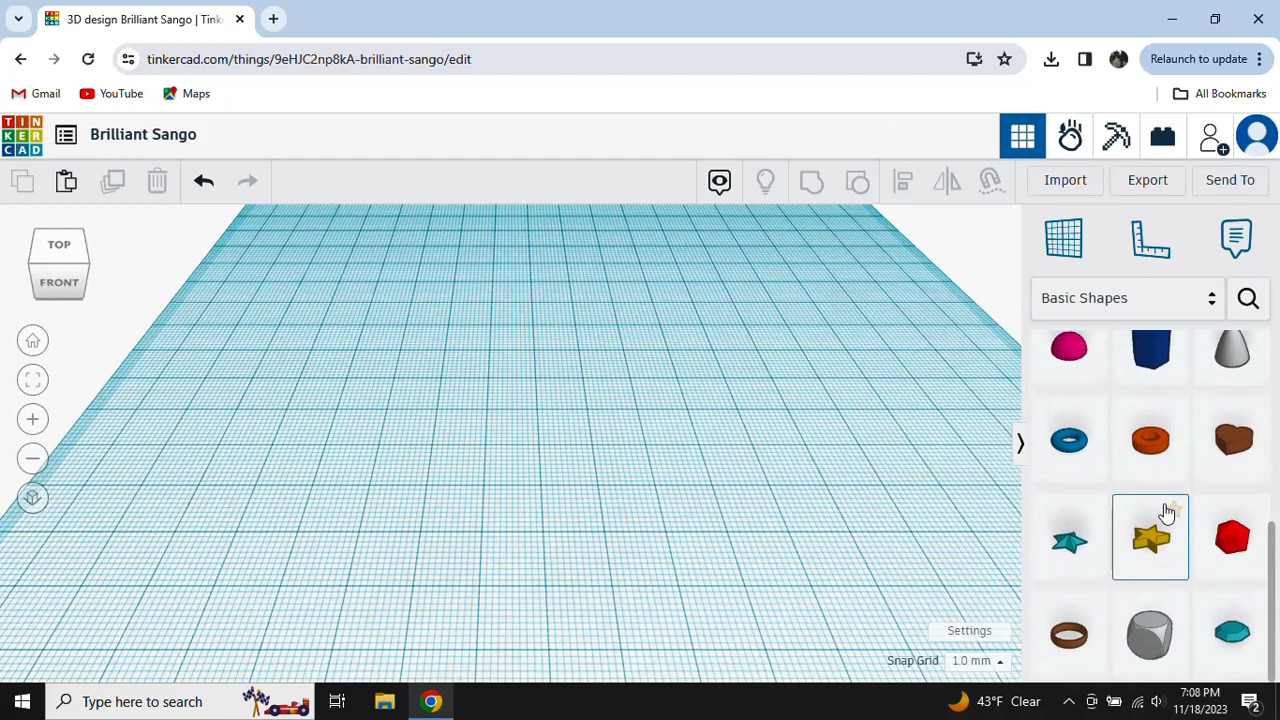 3D design Brilliant Sango | Tink
tinkercad.com/things/9eHJC2np8kA-brilliant-sango/edit
Relaunch to update
Gmail
YouTube
Maps
All Bookmarks
TIN
KER
CAD
Brilliant Sango
Import
Export
Send To
TOP
FRONT
Basic Shapes
Settings
Snap Grid
1.0 mm
Type here to search
43°F Clear
7:08 PM
11/18/2023
2